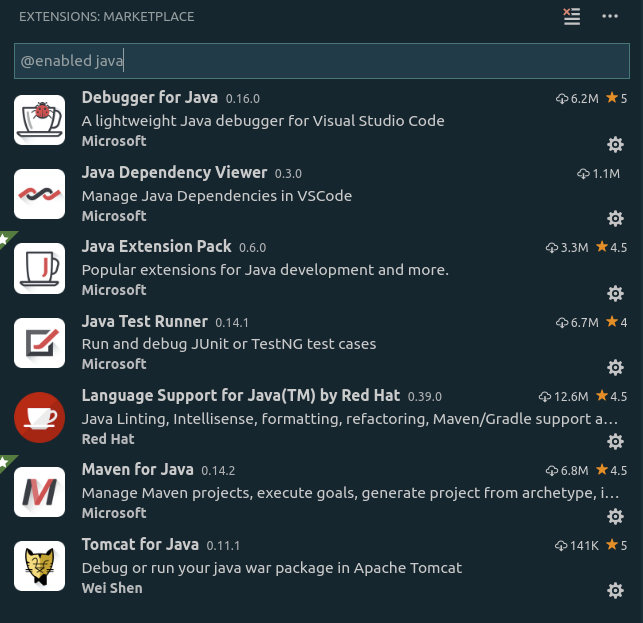 EXTENSIONS: MARKETPLACE
@enabled java
Debugger for Java 0.16.0 6.2M 5
A lightweight Java debugger for Visual Studio Code
Microsoft
Java Dependency Viewer 0.3.0 1.1M
Manage Java Dependencies in VSCode
Microsoft
Java Extension Pack 0.6.0 3.3M 4.5
Popular extensions for Java development and more.
Microsoft
Java Test Runner 0.14.1 6.7M 4
Run and debug JUnit or TestNG test cases
Microsoft
Language Support for Java(TM) by Red Hat 0.39.0 12.6M 4.5
Java Linting, Intellisense, formatting, refactoring, Maven/Gradle support a...
Red Hat
Maven for Java 0.14.2 6.8M 4.5
Manage Maven projects, execute goals, generate project from archetype, i...
Microsoft
Tomcat for Java 0.11.1 141K 5
Debug or run your java war package in Apache Tomcat
Wei Shen